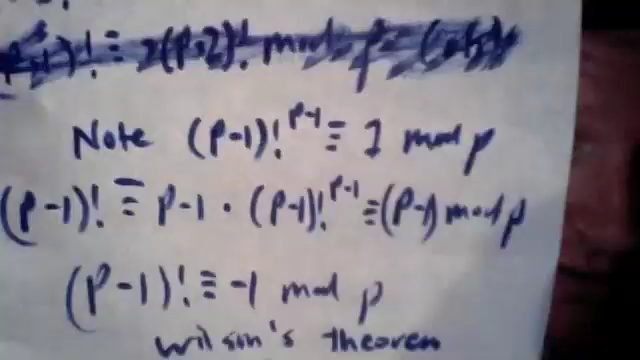 Note (p-1)!^{p-1} ≡ 1 mod p
(p-1)! ≡ p-1 · (p-1)!^{p-1} ≡ (p-1) mod p
(p-1)! ≡ -1 mod p
Wilson's theorem